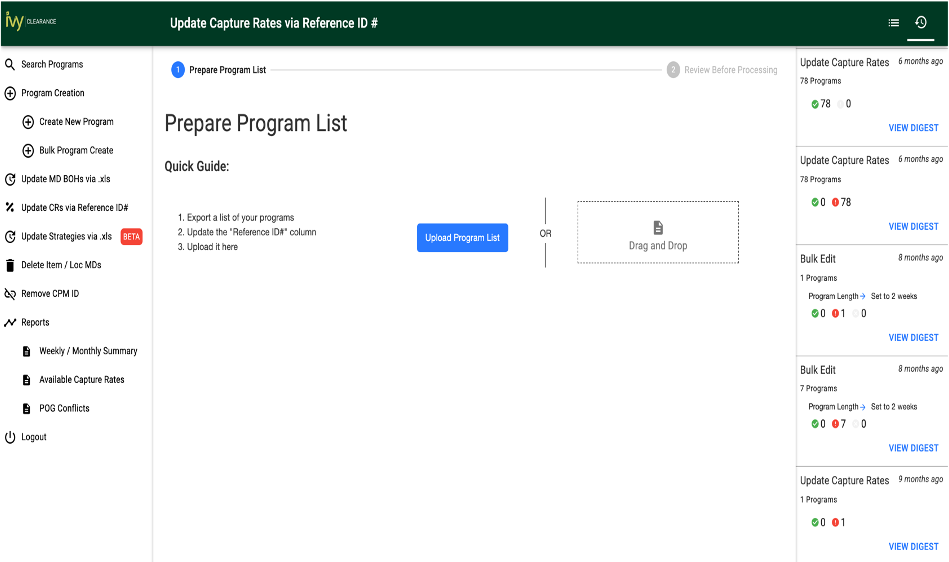 ivy CLEARANCE
Update Capture Rates via Reference ID #
Search Programs
Program Creation
Create New Program
Bulk Program Create
Update MD BOHs via .xls
Update CRs via Reference ID#
Update Strategies via .xls BETA
Delete Item / Loc MDs
Remove CPM ID
Reports
Weekly / Monthly Summary
Available Capture Rates
POG Conflicts
Logout
1 Prepare Program List
2 Review Before Processing
Prepare Program List
Quick Guide:
1. Export a list of your programs
2. Update the "Reference ID#" column
3. Upload it here
Upload Program List
OR
Drag and Drop
Update Capture Rates 6 months ago
78 Programs
78 0
VIEW DIGEST
Update Capture Rates 6 months ago
78 Programs
0 78
VIEW DIGEST
Bulk Edit 8 months ago
1 Programs
Program Length → Set to 2 weeks
0 1 0
VIEW DIGEST
Bulk Edit 8 months ago
7 Programs
Program Length → Set to 2 weeks
0 7 0
VIEW DIGEST
Update Capture Rates 9 months ago
1 Programs
0 1
VIEW DIGEST